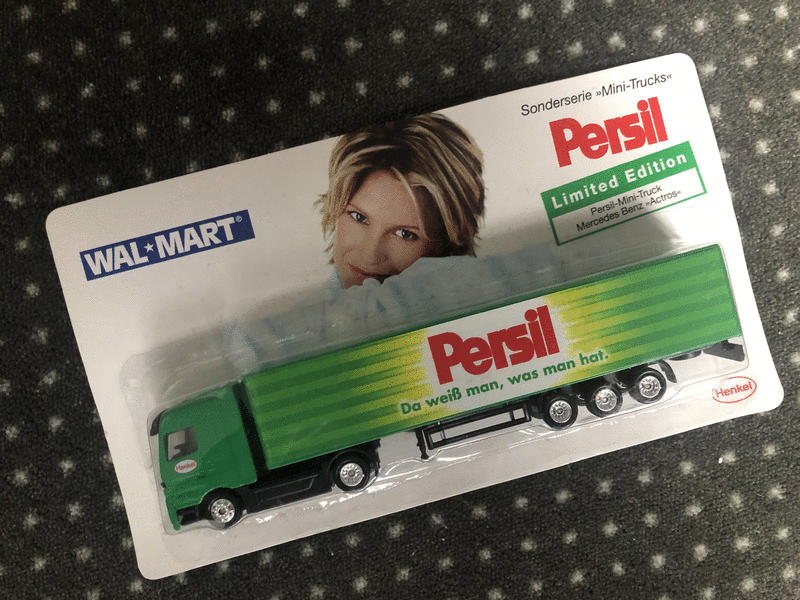 Sonderserie »Mini-Trucks«
Persil
Limited Edition
Persil-Mini-Truck
Mercedes Benz »Actros«
WAL★MART®
Persil
Da weiß man, was man hat.
Henkel
Henkel